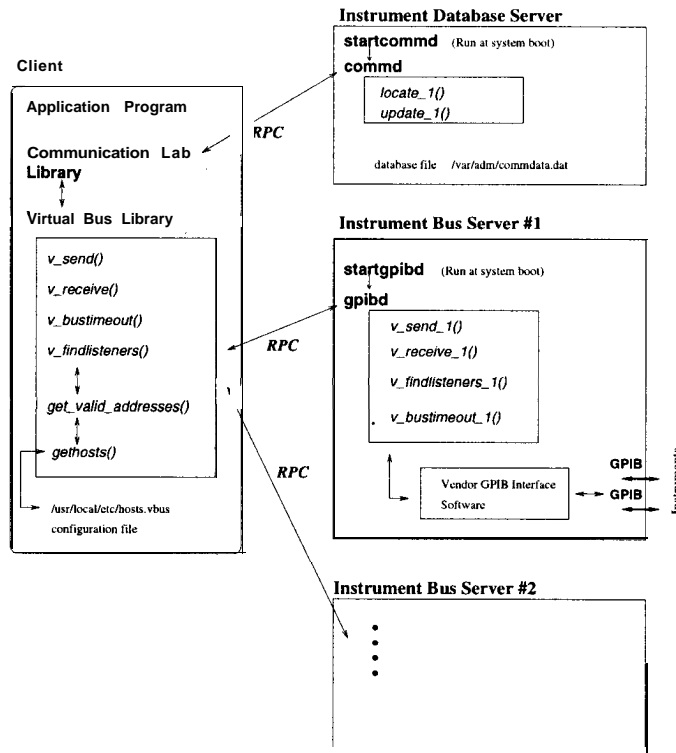 Client
Application Program
Communication Lab
Library
Virtual Bus Library
v_send()
v_receive()
v_bustimeout()
v_findlisteners()
get_valid_addresses()
gethosts()
/usr/local/etc/hosts.vbus
configuration file
RPC
RPC
RPC
Instrument Database Server
startcommd (Run at system boot)
commd
locate_1()
update_1()
database file /var/adm/commdata.dat
Instrument Bus Server #1
startgpibd (Run at system boot)
gpibd
v_send_1()
v_receive_1()
v_findlisteners_1()
v_bustimeout_1()
Vendor GPIB Interface
Software
GPIB
GPIB
Instrument Bus Server #2